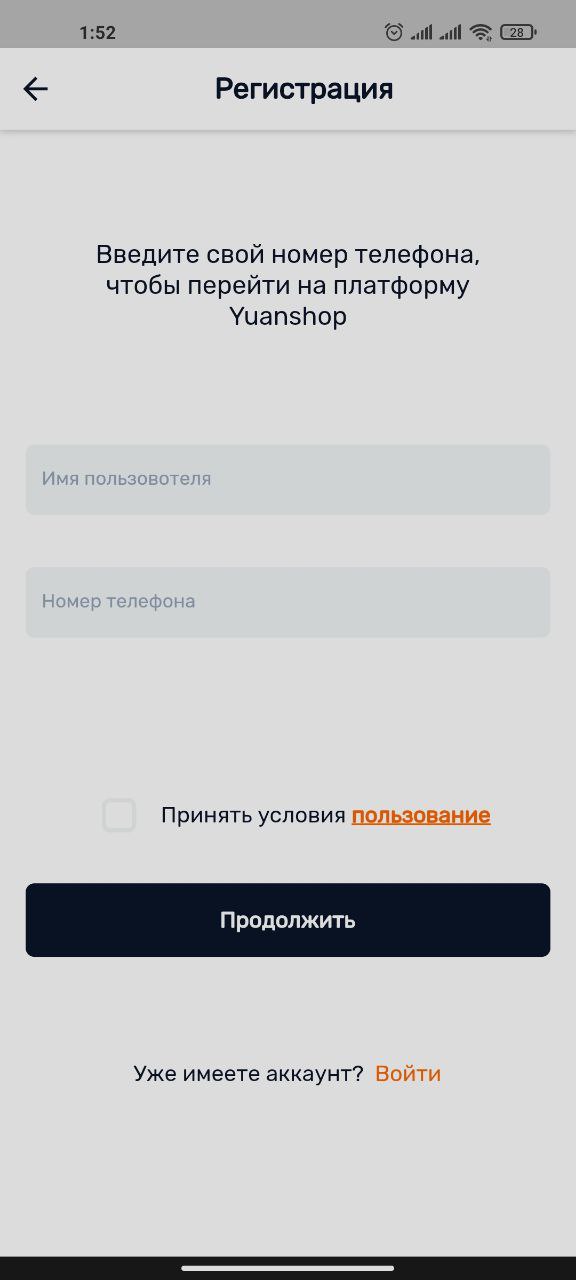 1:52
28
Регистрация
Введите свой номер телефона,
чтобы перейти на платформу
Yuanshop
Имя пользовотеля
Номер телефона
Принять условия пользование
Продолжить
Уже имеете аккаунт? Войти